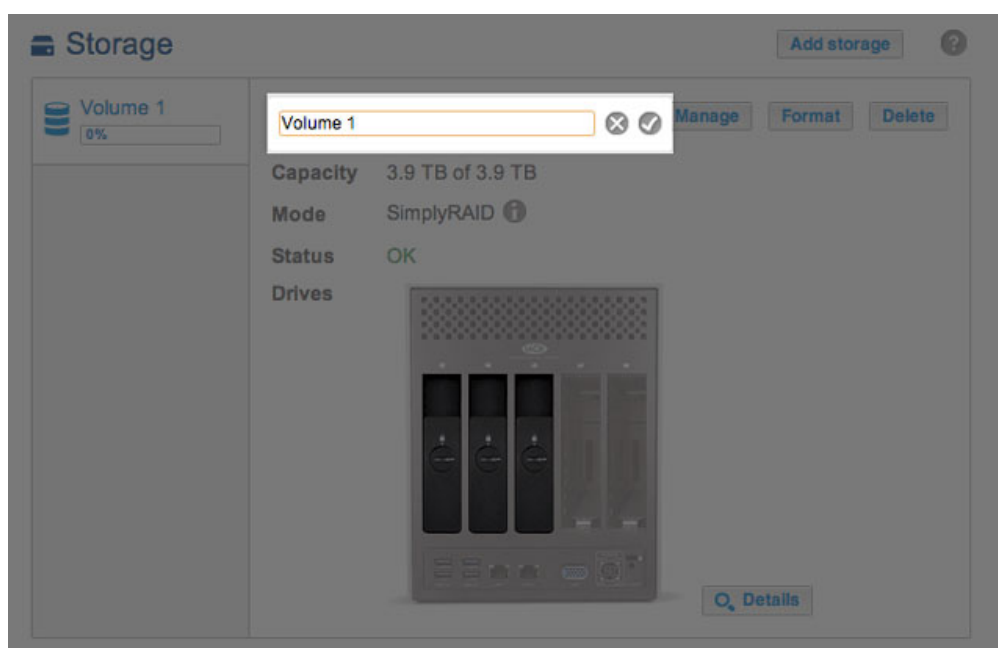 Storage
Add storage
?
Volume 1
0%
Volume 1
Manage
Format
Delete
Capacity 3.9 TB of 3.9 TB
Mode SimplyRAID
Status OK
Drives
Details